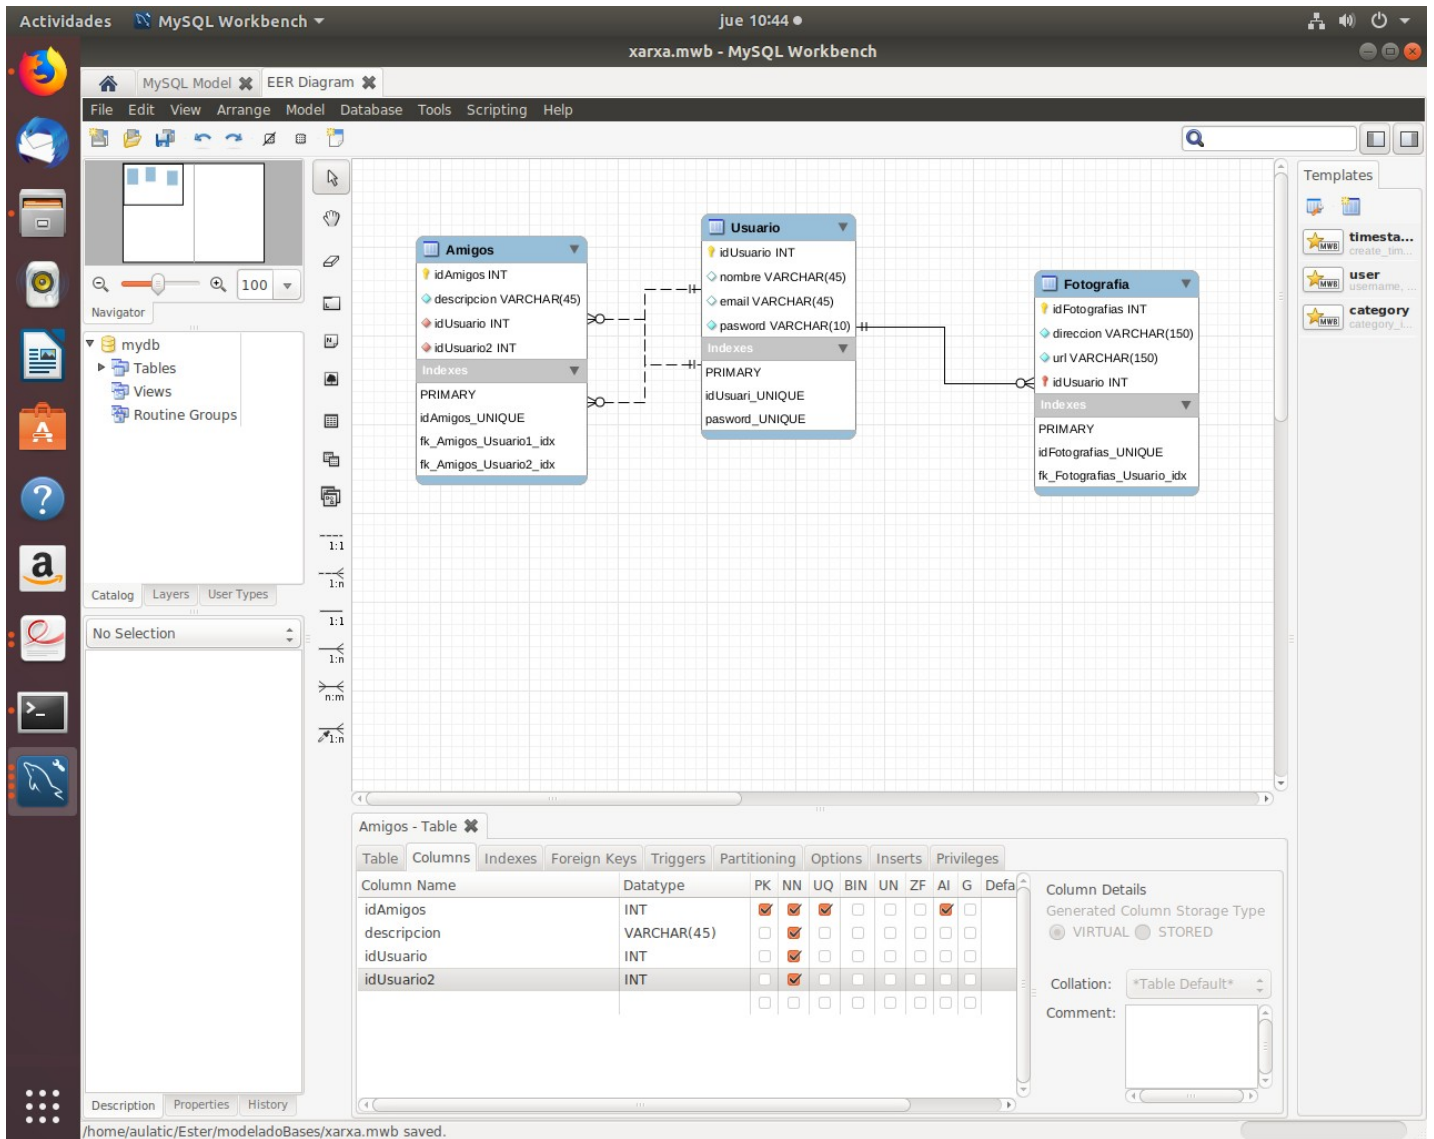 Actividades MySQL Workbench jue 10:44
xarxa.mwb - MySQL Workbench
MySQL Model EER Diagram
File Edit View Arrange Model Database Tools Scripting Help
100
Navigator
mydb
Tables
Views
Routine Groups
Catalog Layers User Types
No Selection
Description Properties History
1:1
1:n
1:1
1:n
n:m
1:n
Amigos
idAmigos INT
descripcion VARCHAR(45)
idUsuario INT
idUsuario2 INT
Indexes
PRIMARY
idAmigos_UNIQUE
fk_Amigos_Usuario1_idx
fk_Amigos_Usuario2_idx
Usuario
idUsuario INT
nombre VARCHAR(45)
email VARCHAR(45)
pasword VARCHAR(10)
Indexes
PRIMARY
idUsuari_UNIQUE
pasword_UNIQUE
Fotografia
idFotografias INT
direccion VARCHAR(150)
url VARCHAR(150)
idUsuario INT
Indexes
PRIMARY
idFotografias_UNIQUE
fk_Fotografias_Usuario_idx
Templates
timesta...
create_tim...
user
username, ...
category
category_i...
MWB
MWB
MWB
Amigos - Table
Table Columns Indexes Foreign Keys Triggers Partitioning Options Inserts Privileges
Column Name Datatype PK NN UQ BIN UN ZF AI G Defa
idAmigos INT
descripcion VARCHAR(45)
idUsuario INT
idUsuario2 INT
Column Details
Generated Column Storage Type
VIRTUAL STORED
Collation: *Table Default*
Comment:
/home/aulatic/Ester/modeladoBases/xarxa.mwb saved.